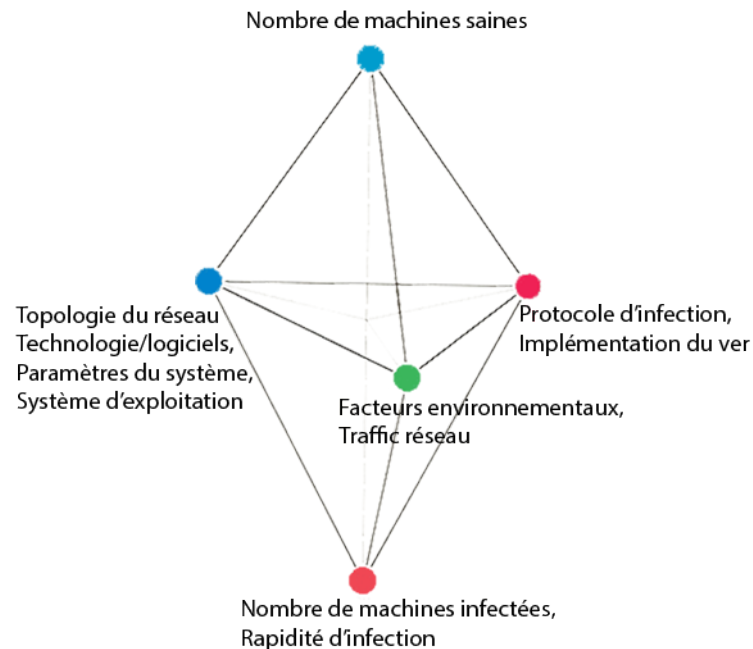 Nombre de machines saines
Topologie du réseau
Technologie/logiciels,
Paramètres du système,
Système d'exploitation
Protocole d'infection,
Implémentation du ver
Facteurs environnementaux,
Traffic réseau
Nombre de machines infectées,
Rapidité d'infection